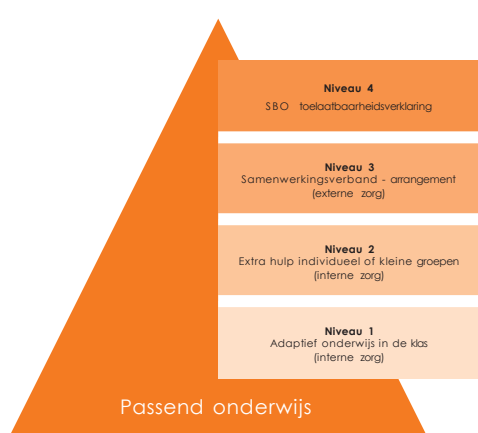 Niveau 4
SBO toelaatbaarheidsverklaring
Niveau 3
Samenwerkingsverband - arrangement
(externe zorg)
Niveau 2
Extra hulp individueel of kleine groepen
(interne zorg)
Niveau 1
Adaptief onderwijs in de klas
(interne zorg)
Passend onderwijs